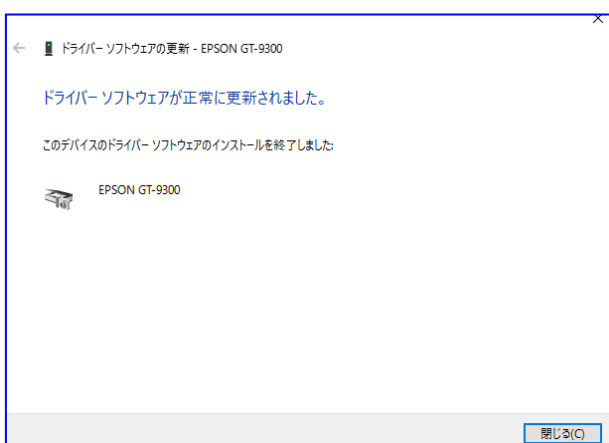 ドライバー ソフトウェアの更新 - EPSON GT-9300
ドライバー ソフトウェアが正常に更新されました。
このデバイスのドライバー ソフトウェアのインストールを終了しました:
EPSON GT-9300
閉じる(C)